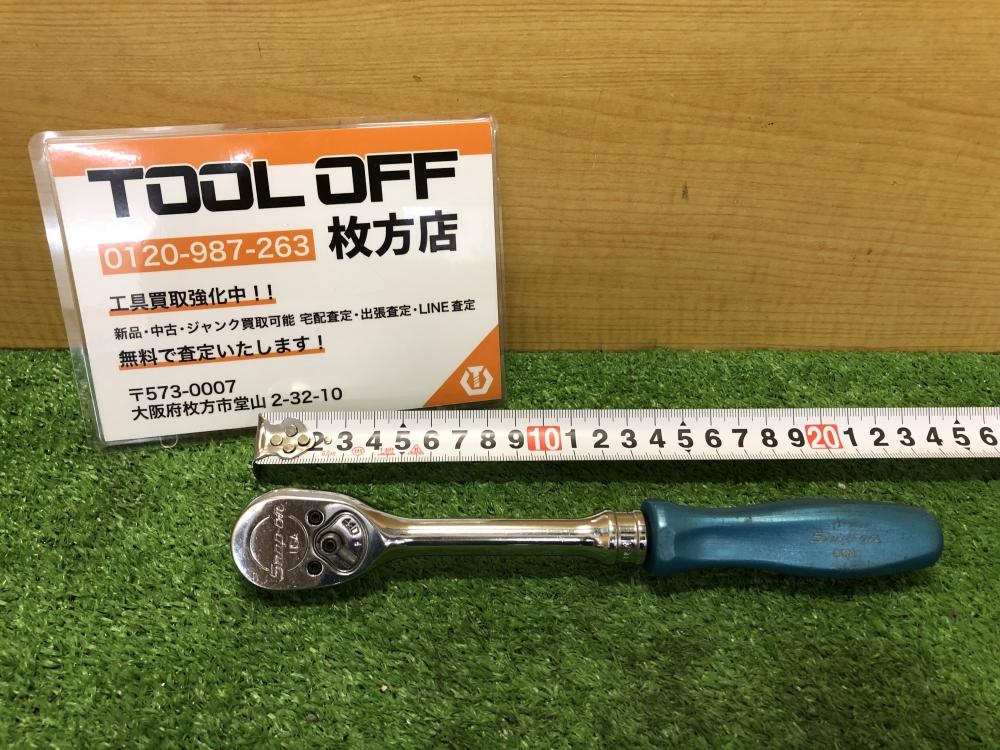 TOOL OFF
0120-987-263 枚方店
工具買取強化中!!
新品・中古・ジャンク買取可能 宅配査定・出張査定・LINE査定
無料で査定いたします!
〒573-0007
大阪府枚方市堂山 2-32-10
2 3 4 5 6 7 8 9 10 1 2 3 4 5 6 7 8 9 20 1 2 3 4 5 6
Snap-on
USA
Snap-on
USA